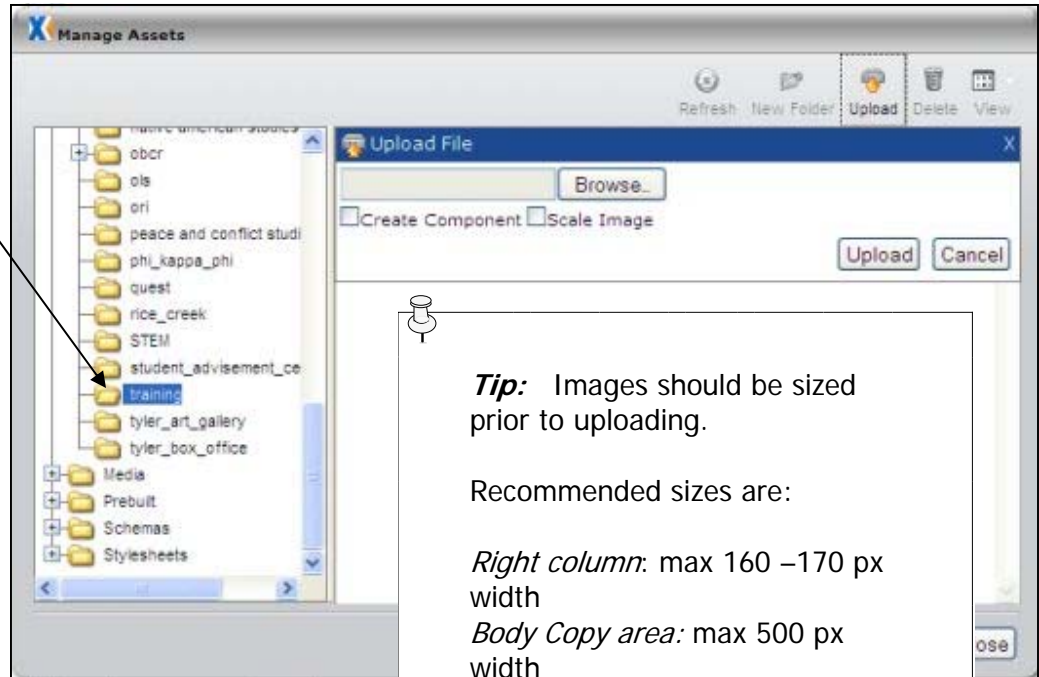 Manage Assets
Refresh New Folder Upload Delete View
native american studies
obcr
ols
ori
peace and conflict studi
phi_kappa_phi
quest
rice_creek
STEM
student_advisement_ce
training
tyler_art_gallery
tyler_box_office
Media
Prebuilt
Schemas
Stylesheets
Upload File X
Browse...
Create Component Scale Image
Upload Cancel
Tip: Images should be sized
prior to uploading.
Recommended sizes are:
Right column: max 160 –170 px
width
Body Copy area: max 500 px
width
ose